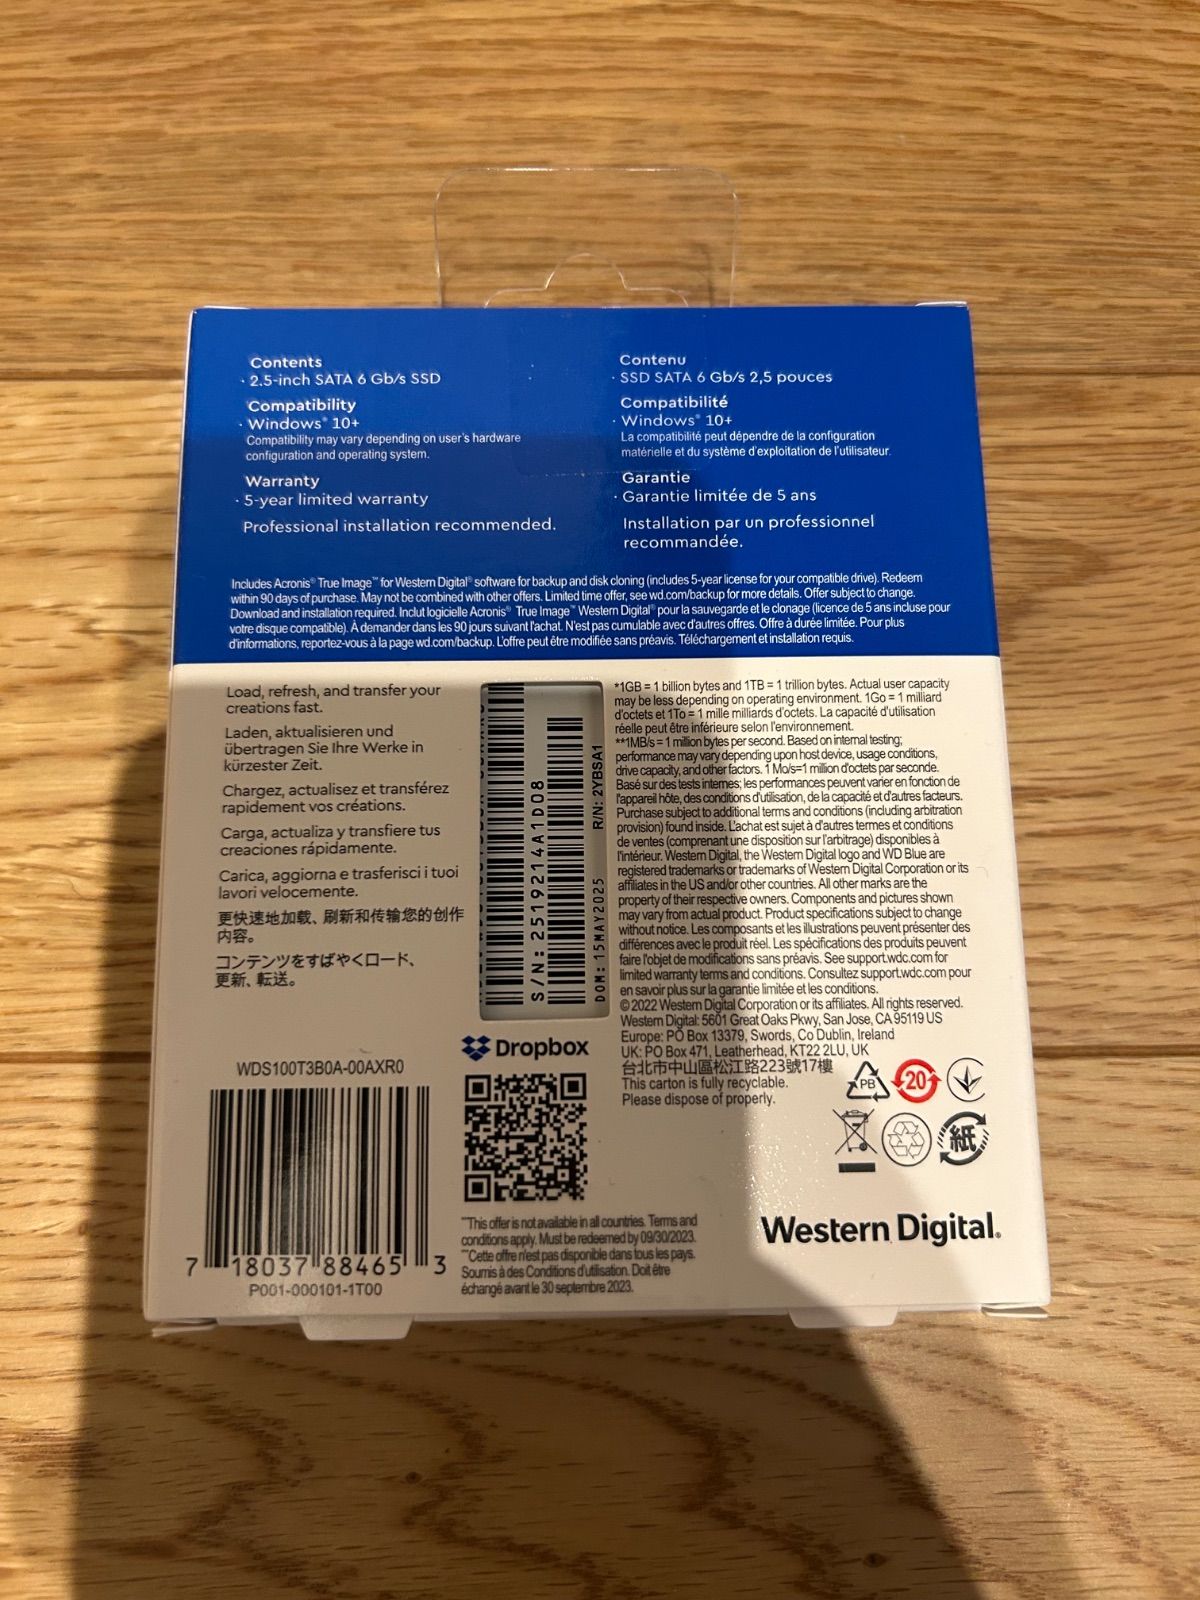 Contents
· 2.5-inch SATA 6 Gb/s SSD
Compatibility
· Windows® 10+
Compatibility may vary depending on user's hardware
configuration and operating system.
Warranty
· 5-year limited warranty
Professional installation recommended.
Contenu
· SSD SATA 6 Gb/s 2,5 pouces
Compatibilité
· Windows® 10+
La compatibilité peut dépendre de la configuration
matérielle et du système d'exploitation de l'utilisateur.
Garantie
· Garantie limitée de 5 ans
Installation par un professionnel
recommandée.
Includes Acronis® True Image™ for Western Digital® software for backup and disk cloning (includes 5-year license for your compatible drive). Redeem
within 90 days of purchase. May not be combined with other offers. Limited time offer, see wd.com/backup for more details. Offer subject to change.
Download and installation required. Inclut logicielle Acronis® True Image™ Western Digital® pour la sauvegarde et le clonage (licence de 5 ans incluse pour
votre disque compatible). À demander dans les 90 jours suivant l'achat. N'est pas cumulable avec d'autres offres. Offre à durée limitée. Pour plus
d'informations, reportez-vous à la page wd.com/backup. L'offre peut être modifiée sans préavis. Téléchargement et installation requis.
Load, refresh, and transfer your
creations fast.
Laden, aktualisieren und
übertragen Sie Ihre Werke in
kürzester Zeit.
Chargez, actualisez et transférez
rapidement vos créations.
Carga, actualiza y transfiere tus
creaciones rápidamente.
Carica, aggiorna e trasferisci i tuoi
lavori velocemente.
更快速地加载、刷新和传输您的创作
内容。
コンテンツをすばやくロード、
更新、転送。
S/N: 2519214A1D08
R/N: 2YBSA1
DOM: 15MAY2025
*1GB = 1 billion bytes and 1TB = 1 trillion bytes. Actual user capacity
may be less depending on operating environment. 1Go = 1 milliard
d'octets et 1To = 1 mille milliards d'octets. La capacité d'utilisation
réelle peut être inférieure selon l'environnement.
**1MB/s = 1 million bytes per second. Based on internal testing;
performance may vary depending upon host device, usage conditions,
drive capacity, and other factors. 1 Mo/s=1 million d'octets par seconde.
Basé sur des tests internes; les performances peuvent varier en fonction de
l'appareil hôte, des conditions d'utilisation, de la capacité et d'autres facteurs.
Purchase subject to additional terms and conditions (including arbitration
provision) found inside. L'achat est sujet à d'autres termes et conditions
de ventes (comprenant une disposition sur l'arbitrage) disponibles à
l'intérieur. Western Digital, the Western Digital logo and WD Blue are
registered trademarks or trademarks of Western Digital Corporation or its
affiliates in the US and/or other countries. All other marks are the
property of their respective owners. Components and pictures shown
may vary from actual product. Product specifications subject to change
without notice. Les composants et les illustrations peuvent présenter des
différences avec le produit réel. Les spécifications des produits peuvent
faire l'objet de modifications sans préavis. See support.wdc.com for
limited warranty terms and conditions. Consultez support.wdc.com pour
en savoir plus sur la garantie limitée et les conditions.
© 2022 Western Digital Corporation or its affiliates. All rights reserved.
Western Digital: 5601 Great Oaks Pkwy, San Jose, CA 95119 US
Europe: PO Box 13379, Swords, Co Dublin, Ireland
UK: PO Box 471, Leatherhead, KT22 2LU, UK
台北市中山區松江路223號17樓
This carton is fully recyclable.
Please dispose of properly.
PB
20
紙
Dropbox
WDS100T3B0A-00AXR0
7 18037 88465 3
P001-000101-1T00
***This offer is not available in all countries. Terms and
conditions apply. Must be redeemed by 09/30/2023.
***Cette offre n'est pas disponible dans tous les pays.
Soumis à des Conditions d'utilisation. Doit être
échangé avant le 30 septembre 2023.
Western Digital®